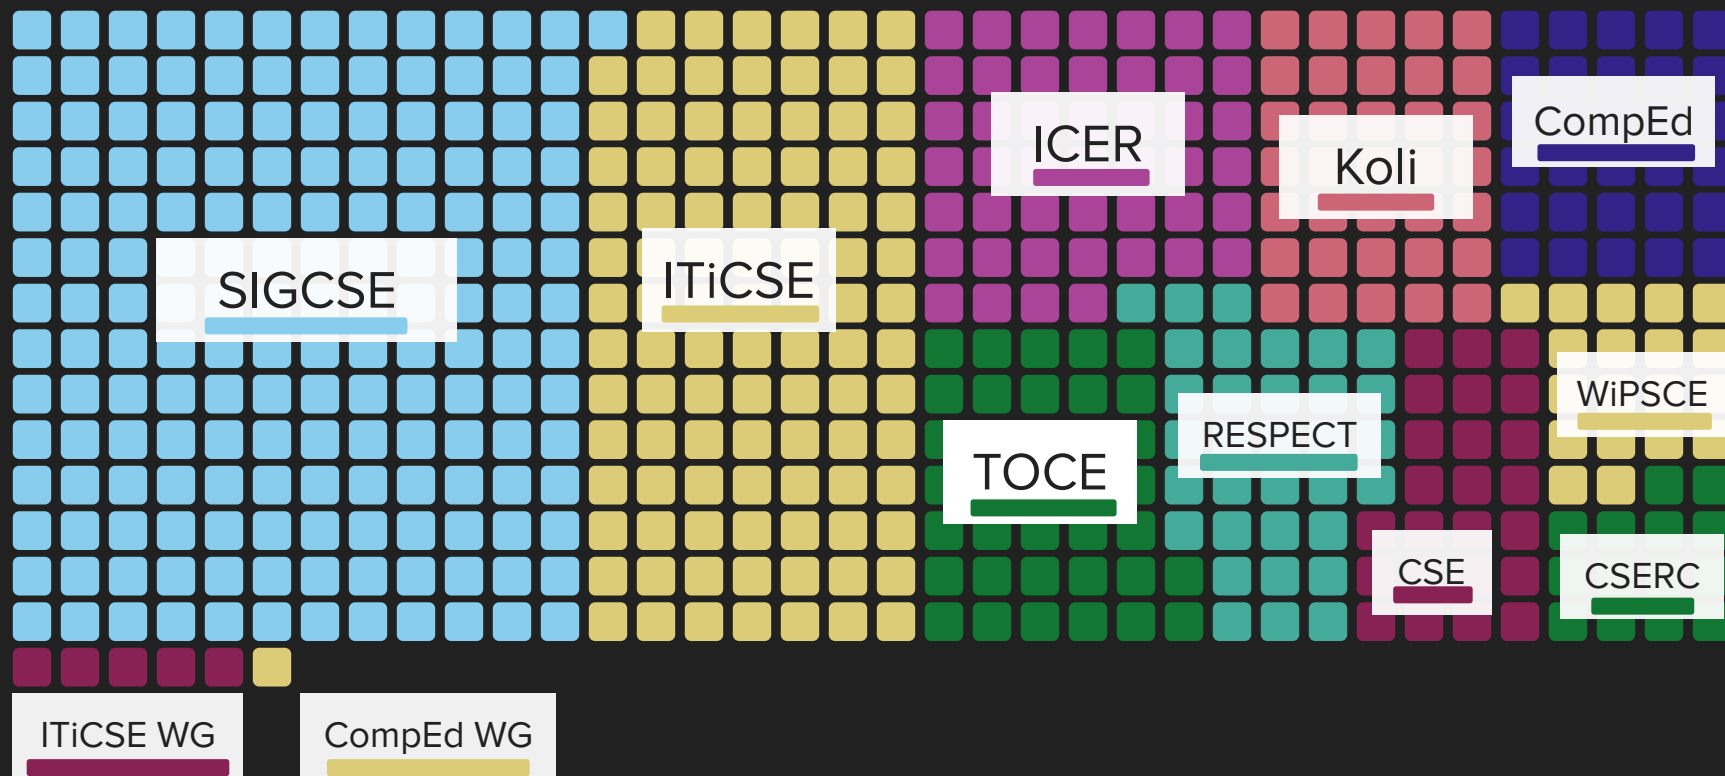 SIGCSE
ITiCSE
ICER
Koli
CompEd
TOCE
RESPECT
WiPSCE
CSE
CSERC
ITiCSE WG
CompEd WG